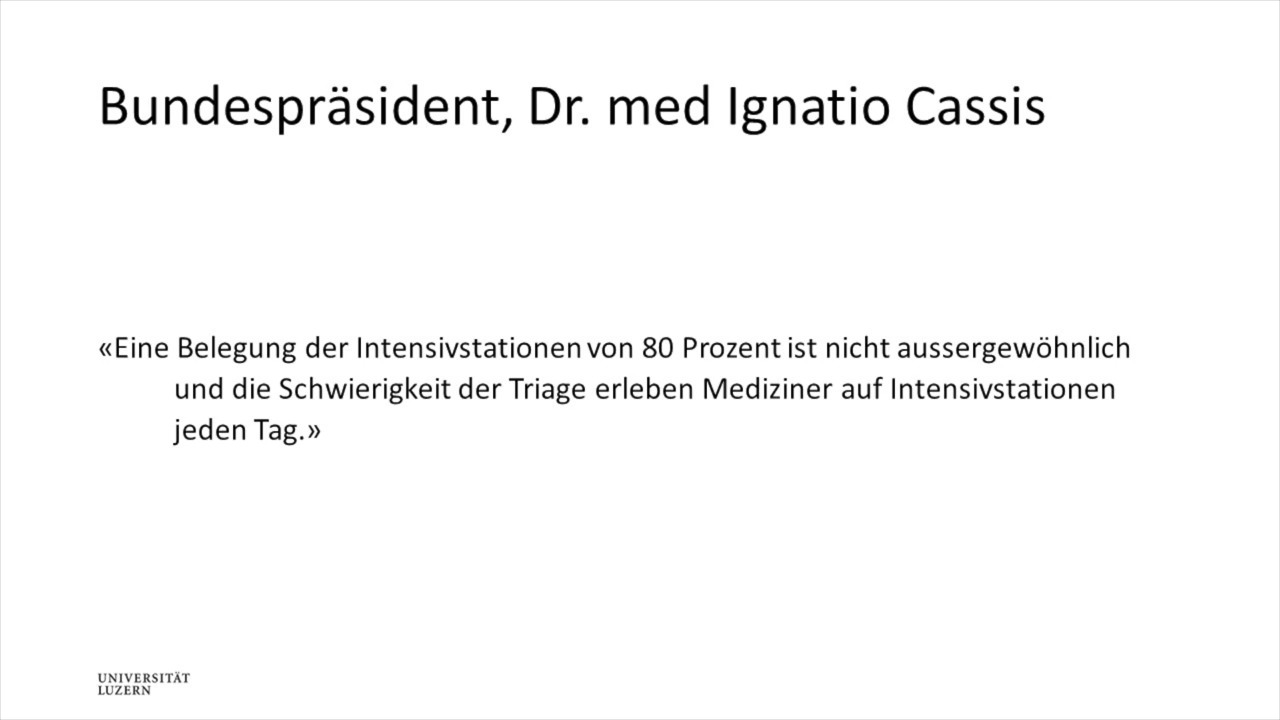 Bundespräsident, Dr. med Ignatio Cassis
«Eine Belegung der Intensivstationen von 80 Prozent ist nicht aussergewöhnlich
und die Schwierigkeit der Triage erleben Mediziner auf Intensivstationen
jeden Tag.»
UNIVERSITÄT
LUZERN